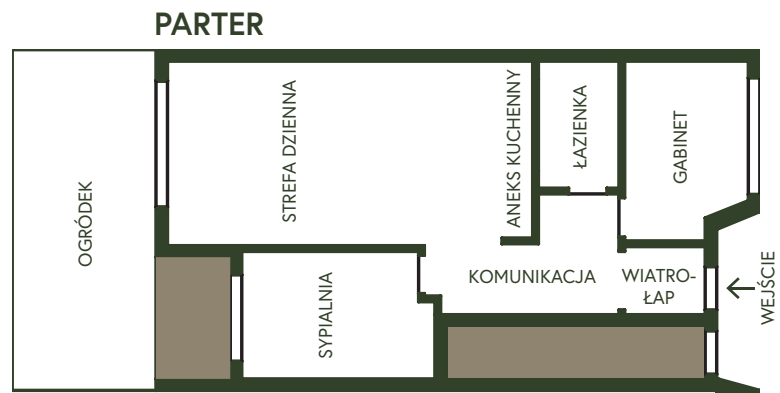 PARTER
OGRÓDEK
STREFA DZIENNA
ANEKS KUCHENNY
ŁAZIENKA
GABINET
SYPIALNIA
KOMUNIKACJA
WIATRO-
ŁAP
WEJŚCIE